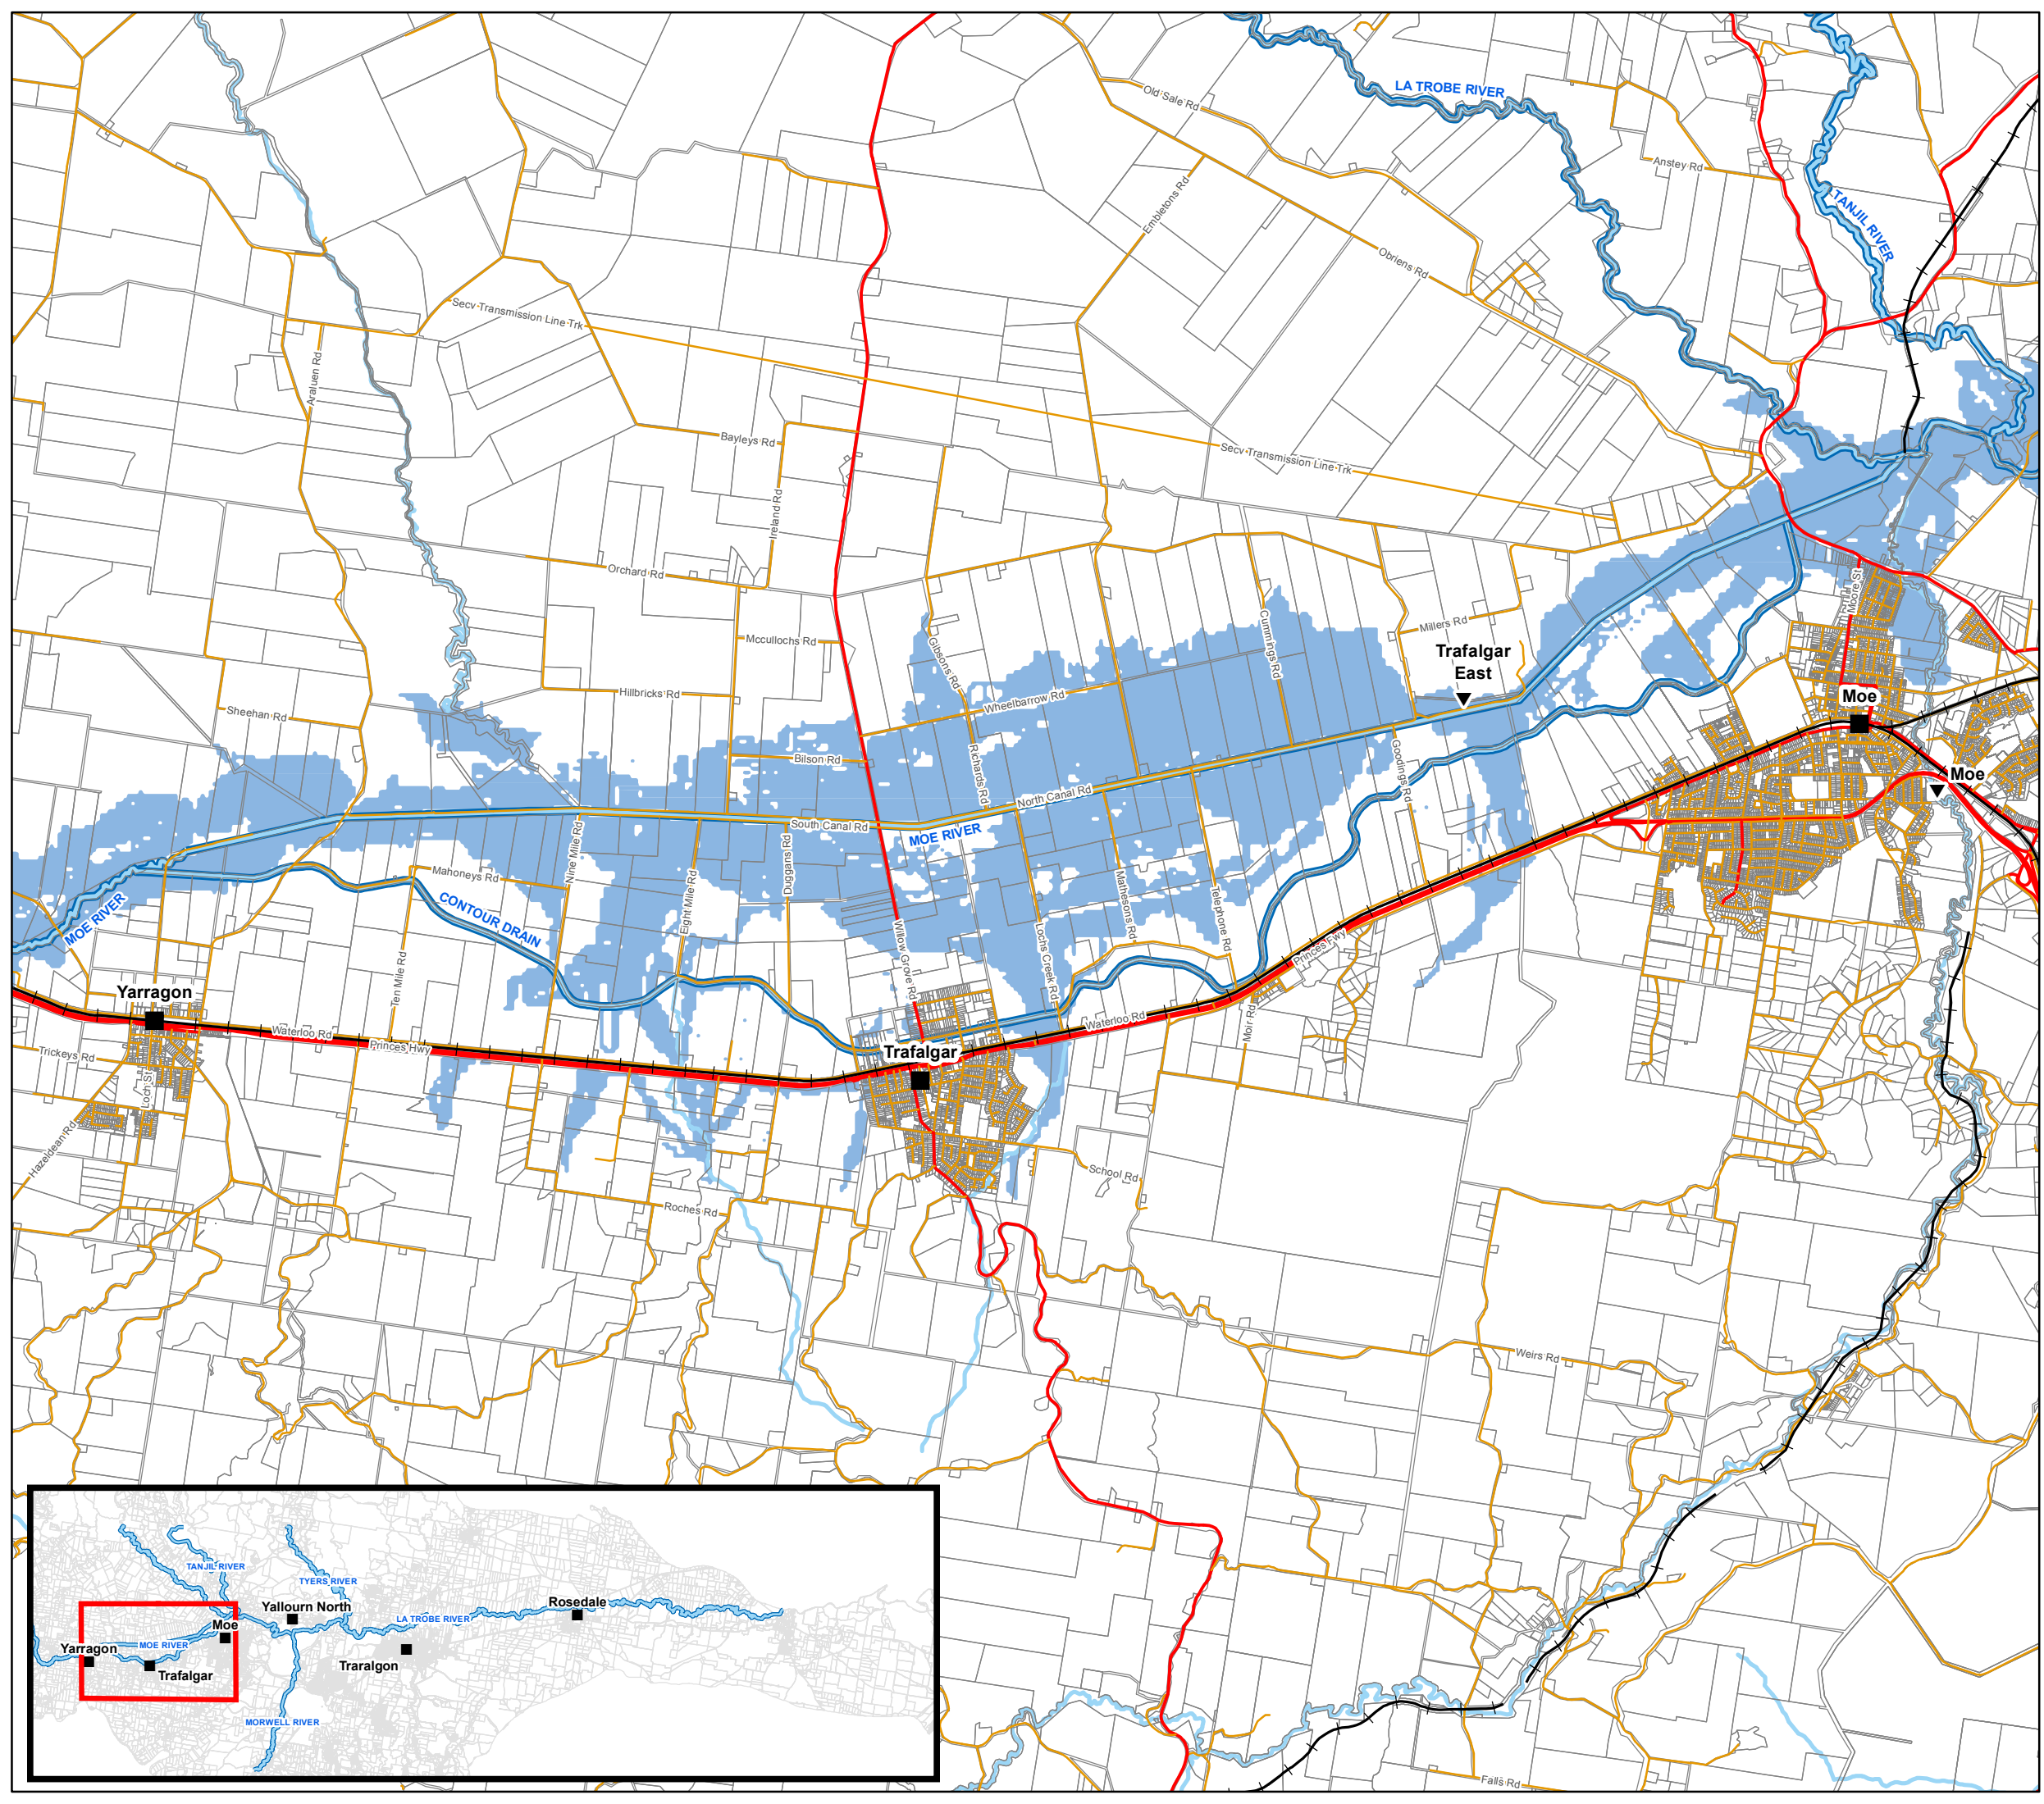 LA TROBE RIVER
Old Sale Rd
Anstey Rd
Embletons Rd
TANJIL RIVER
Obriens Rd
Secv Transmission Line Trk
Araluen Rd
Bayleys Rd
Secv Transmission Line Trk
Ireland Rd
Orchard Rd
Moore St
Mccullochs Rd
Gibsons Rd
Cummings Rd
Millers Rd
Trafalgar
East
Hillbricks Rd
Wheelbarrow Rd
Moe
Sheehan Rd
Bilson Rd
Richards Rd
Goodings Rd
Moe
North Canal Rd
South Canal Rd
MOE RIVER
Nine Mile Rd
Duggans Rd
Mahoneys Rd
Eight Mile Rd
Mathesons Rd
Telephone Rd
MOE RIVER
CONTOUR DRAIN
Willow Grove Rd
Lochs Creek Rd
Princes Fwy
Ten Mile Rd
Yarragon
Waterloo Rd
Waterloo Rd
Moir Rd
Princes Hwy
Trickeys Rd
Trafalgar
Loch St
Hazeldean Rd
School Rd
Roches Rd
Weirs Rd
TANJIL RIVER
TYERS RIVER
Yallourn North
Rosedale
LA TROBE RIVER
Moe
MOE RIVER
Yarragon
Trafalgar
Traralgon
MORWELL RIVER
Falls Rd